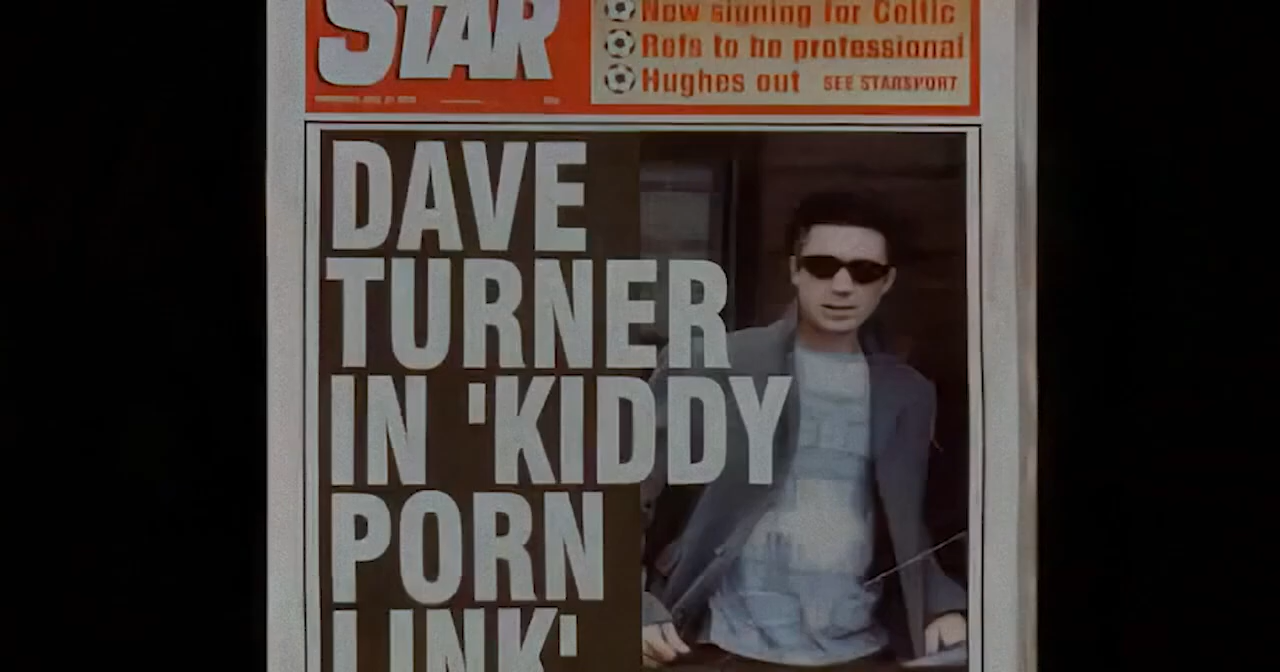 STAR
New signing for Celtic
Refs to be professional
Hughes out SEE STARSPORT
DAVE
TURNER
IN 'KIDDY
PORN
LINK'